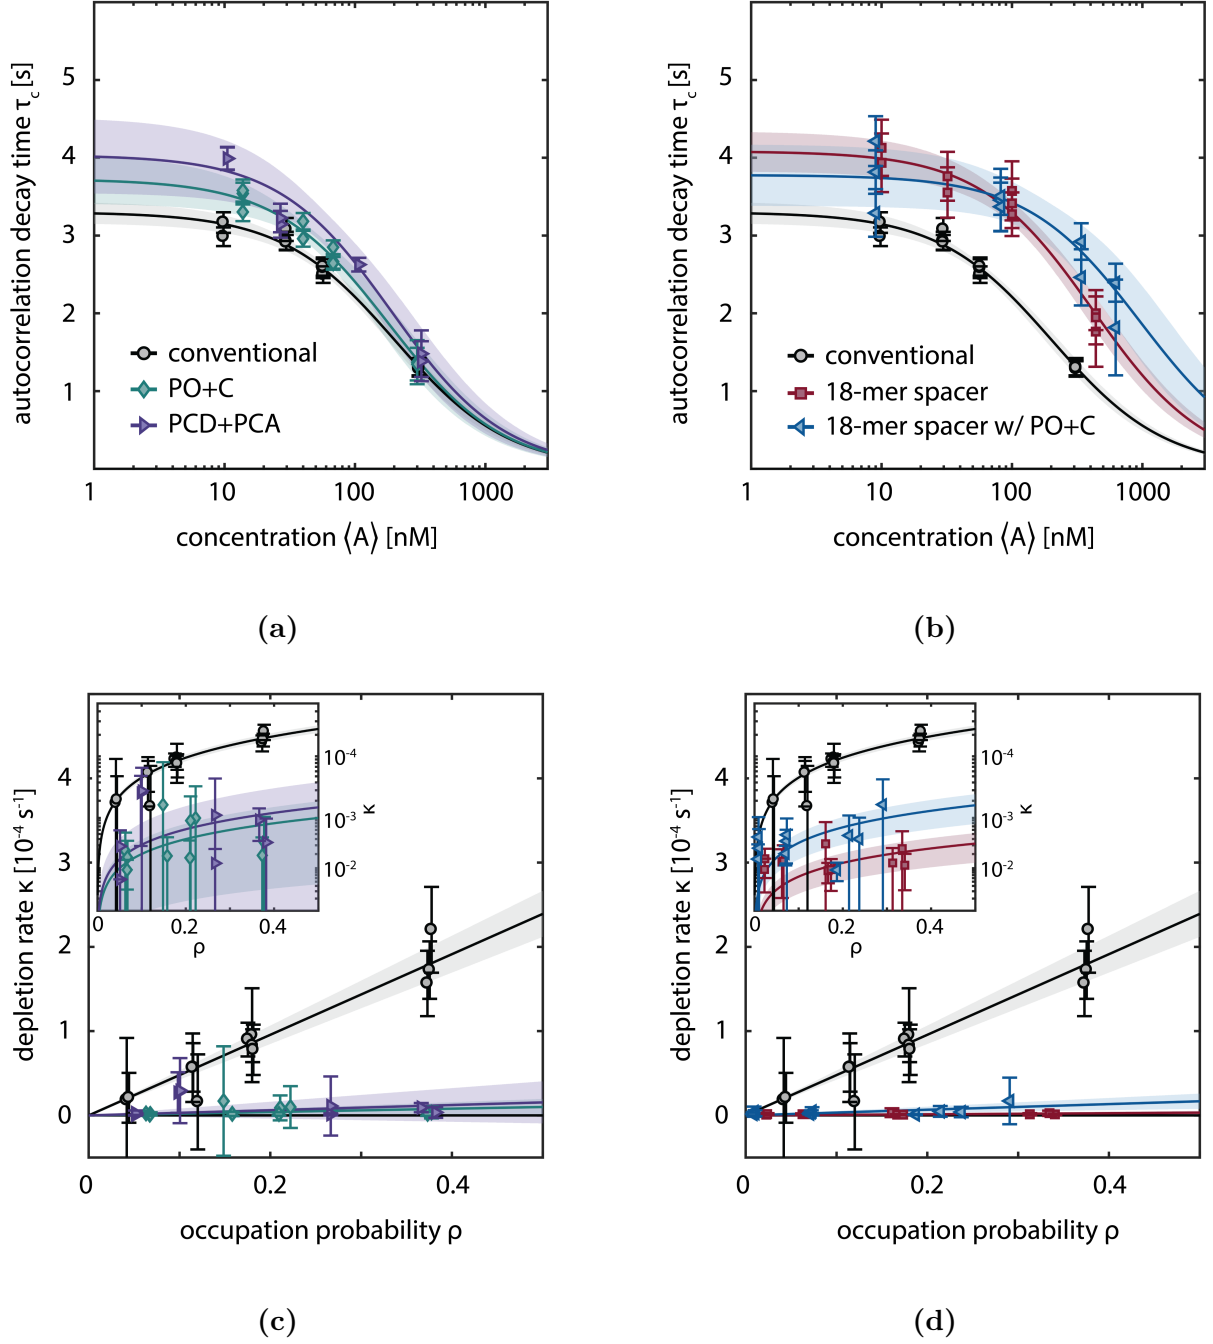 autocorrelation decay time τc [s]
5
4
3
2
1
conventional
PO+C
PCD+PCA
1 10 100 1000
concentration ⟨A⟩ [nM]
(a)
autocorrelation decay time τc [s]
5
4
3
2
1
conventional
18-mer spacer
18-mer spacer w/ PO+C
1 10 100 1000
concentration ⟨A⟩ [nM]
(b)
depletion rate κ [10-4 s-1]
4
3
2
1
0
10-4
10-3
10-2
κ
0 0.2 0.4
ρ
0 0.2 0.4
occupation probability ρ
(c)
depletion rate κ [10-4 s-1]
4
3
2
1
0
10-4
10-3
10-2
κ
0 0.2 0.4
ρ
0 0.2 0.4
occupation probability ρ
(d)